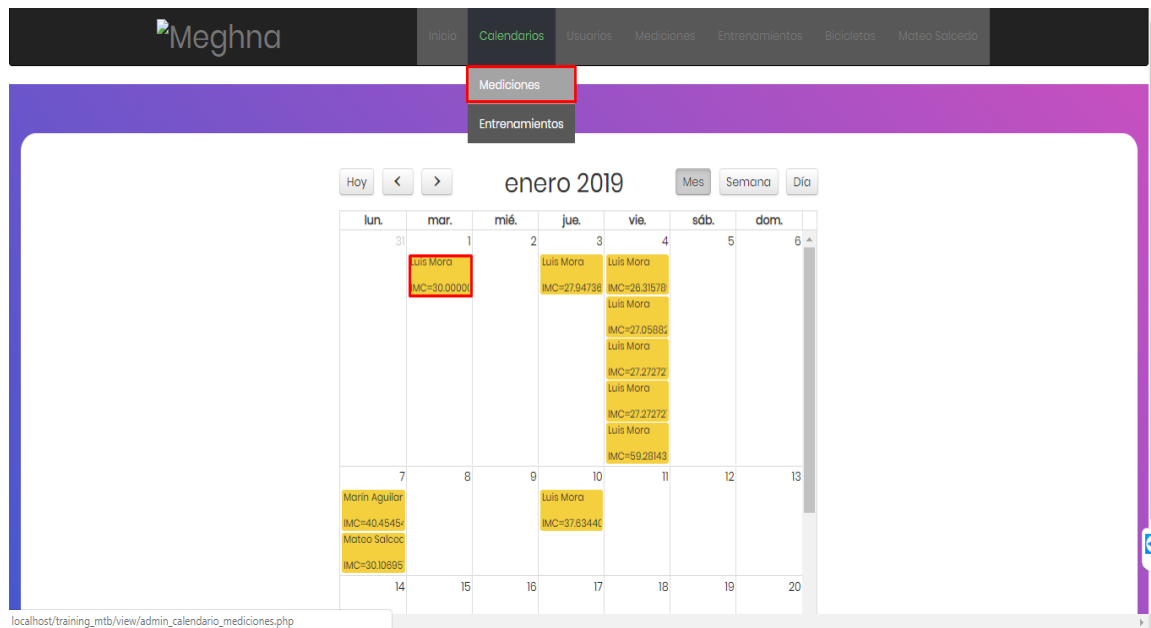 Meghna
Inicio Calendarios Usuarios Mediciones Entrenamientos Bicicletas Mateo Salcedo
Mediciones
Entrenamientos
Hoy enero 2019 Mes Semana Día
lun. mar. mié. jue. vie. sáb. dom.
31 1 2 3 4 5 6
Luis Mora Luis Mora Luis Mora
IMC=30.00000 IMC=27.94736 IMC=26.31578
Luis Mora
IMC=27.05882
Luis Mora
IMC=27.27272
Luis Mora
IMC=27.27272
Luis Mora
IMC=59.28143
7 8 9 10 11 12 13
Marín Aguilar Luis Mora
IMC=40.45454 IMC=37.63440
Mateo Salcec
IMC=30.10695
14 15 16 17 18 19 20
localhost/training_mtb/view/admin_calendario_mediciones.php